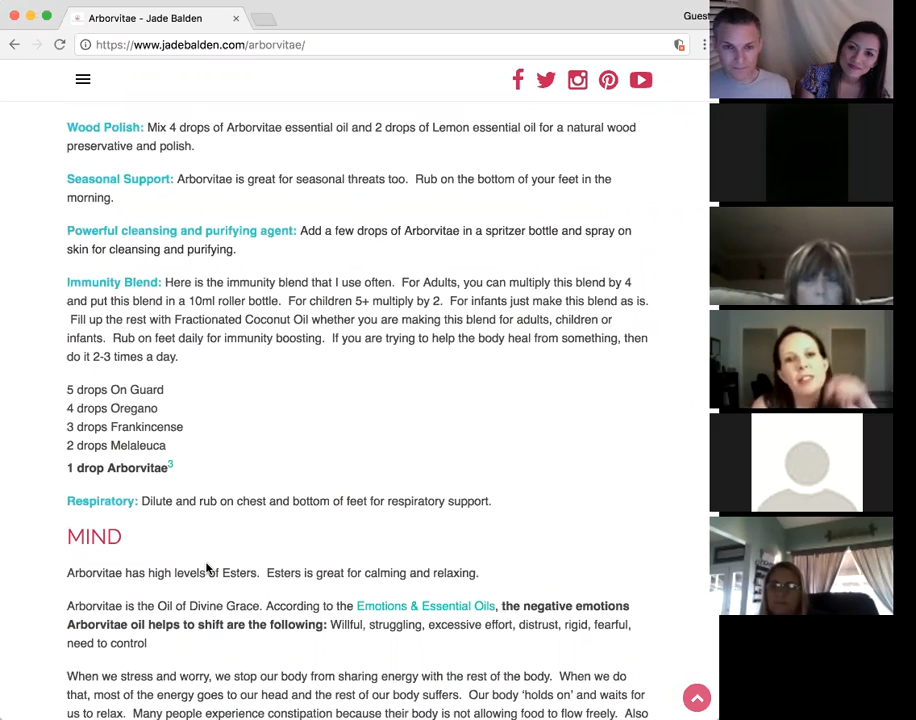 Arborvitae - Jade Balden
Guest
https://www.jadebalden.com/arborvitae/
Wood Polish: Mix 4 drops of Arborvitae essential oil and 2 drops of Lemon essential oil for a natural wood
preservative and polish.
Seasonal Support: Arborvitae is great for seasonal threats too. Rub on the bottom of your feet in the
morning.
Powerful cleansing and purifying agent: Add a few drops of Arborvitae in a spritzer bottle and spray on
skin for cleansing and purifying.
Immunity Blend: Here is the immunity blend that I use often. For Adults, you can multiply this blend by 4
and put this blend in a 10ml roller bottle. For children 5+ multiply by 2. For infants just make this blend as is.
Fill up the rest with Fractionated Coconut Oil whether you are making this blend for adults, children or
infants. Rub on feet daily for immunity boosting. If you are trying to help the body heal from something, then
do it 2-3 times a day.
5 drops On Guard
4 drops Oregano
3 drops Frankincense
2 drops Melaleuca
1 drop Arborvitae3
Respiratory: Dilute and rub on chest and bottom of feet for respiratory support.
MIND
Arborvitae has high levels of Esters. Esters is great for calming and relaxing.
Arborvitae is the Oil of Divine Grace. According to the Emotions & Essential Oils, the negative emotions
Arborvitae oil helps to shift are the following: Willful, struggling, excessive effort, distrust, rigid, fearful,
need to control
When we stress and worry, we stop our body from sharing energy with the rest of the body. When we do
that, most of the energy goes to our head and the rest of our body suffers. Our body 'holds on' and waits for
us to relax. Many people experience constipation because their body is not allowing food to flow freely. Also